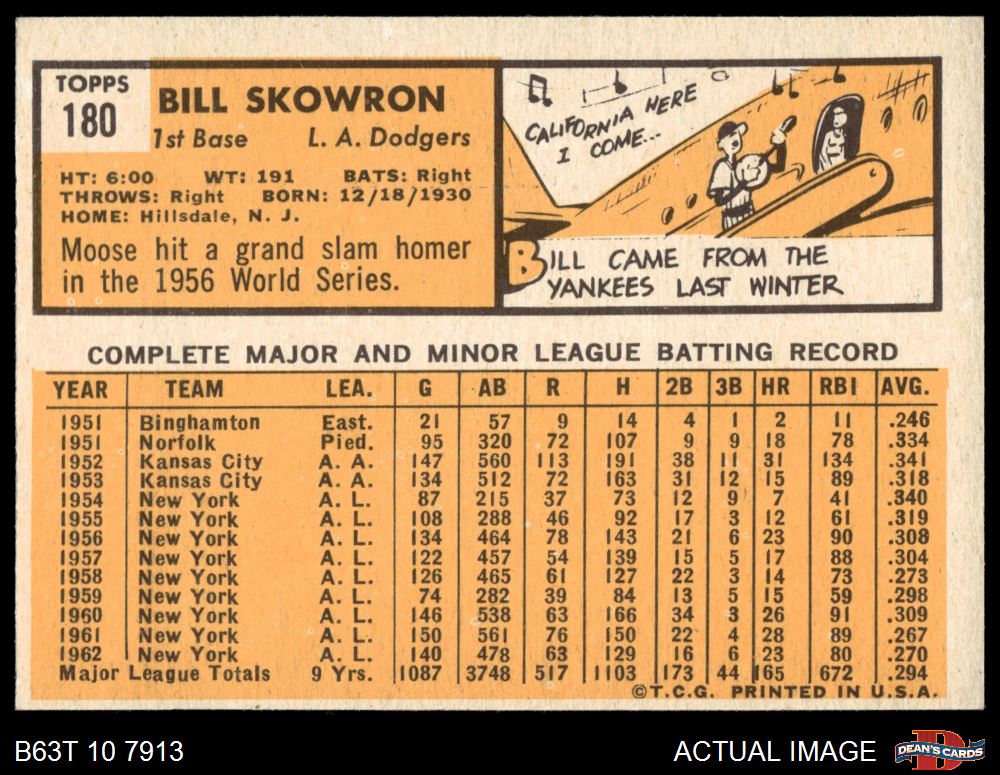 TOPPS
180
BILL SKOWRON
1st Base L. A. Dodgers
HT: 6:00 WT: 191 BATS: Right
THROWS: Right BORN: 12/18/1930
HOME: Hillsdale, N. J.
Moose hit a grand slam homer
in the 1956 World Series.
CALIFORNIA HERE
I COME...
BILL CAME FROM THE
YANKEES LAST WINTER
COMPLETE MAJOR AND MINOR LEAGUE BATTING RECORD
YEAR TEAM LEA. G AB R H 2B 3B HR RBI AVG.
1951 Binghamton East. 21 57 9 14 4 1 2 11 .246
1951 Norfolk Pied. 95 320 72 107 9 9 18 78 .334
1952 Kansas City A. A. 147 560 113 191 38 11 31 134 .341
1953 Kansas City A. A. 134 512 72 163 31 12 15 89 .318
1954 New York A. L. 87 215 37 73 12 9 7 41 .340
1955 New York A. L. 108 288 46 92 17 3 12 61 .319
1956 New York A. L. 134 464 78 143 21 6 23 90 .308
1957 New York A. L. 122 457 54 139 15 5 17 88 .304
1958 New York A. L. 126 465 61 127 22 3 14 73 .273
1959 New York A. L. 74 282 39 84 13 5 15 59 .298
1960 New York A. L. 146 538 63 166 34 3 26 91 .309
1961 New York A. L. 150 561 76 150 22 4 28 89 .267
1962 New York A. L. 140 478 63 129 16 6 23 80 .270
Major League Totals 9 Yrs. 1087 3748 517 1103 173 44 165 672 .294
©T.C.G. PRINTED IN U.S.A.
B63T 10 7913
ACTUAL IMAGE
D
DEAN'S CARDS